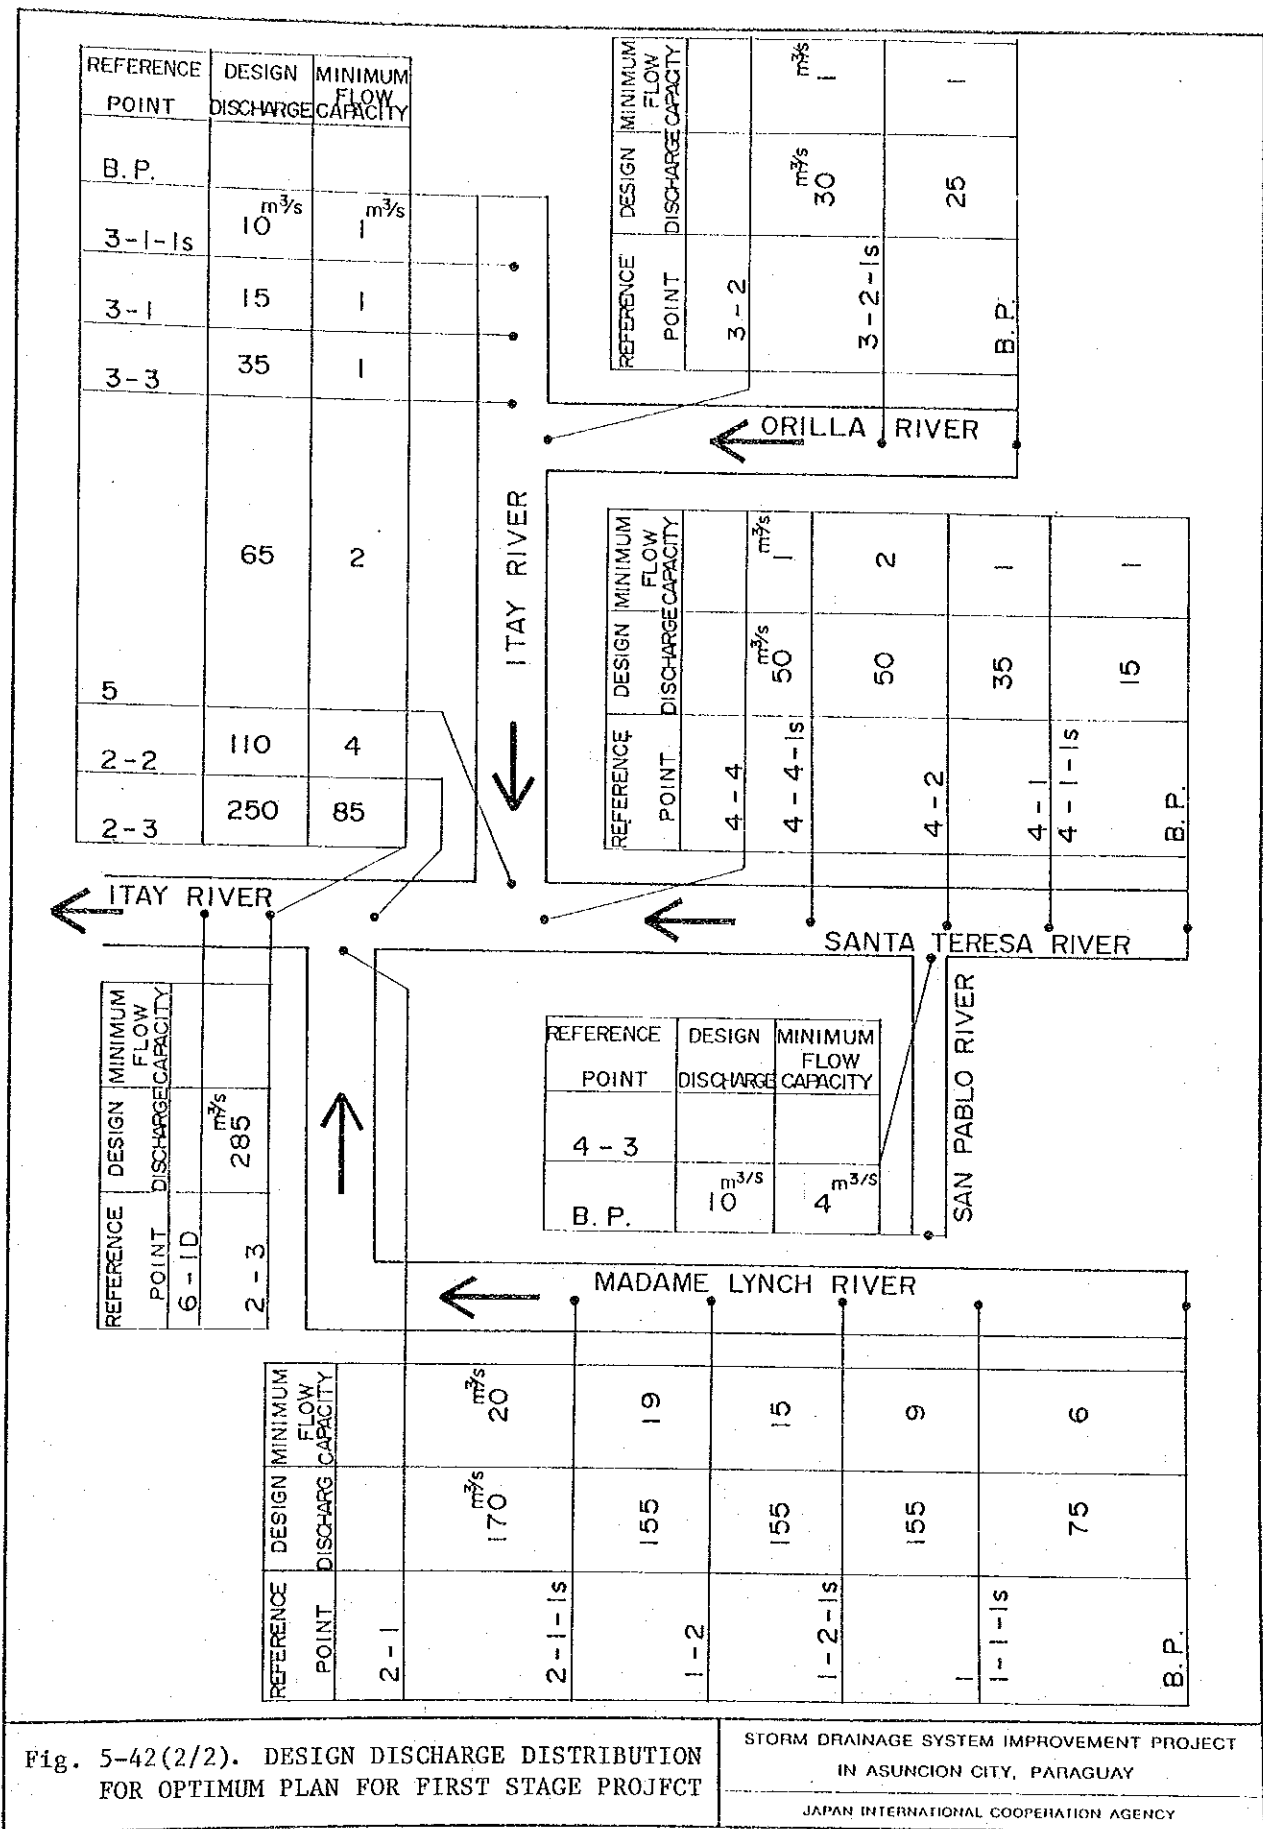 REFERENCE POINT DESIGN DISCHARGE MINIMUM FLOW CAPACITY
B.P.
10 m³/s 1 m³/s
3-1-1s
15 1
3-1
35 1
3-3
65 2
5
110 4
2-2
250 85
2-3
REFERENCE POINT DESIGN DISCHARGE MINIMUM FLOW CAPACITY
3-2
m³/s 30 m³/s 1
3-2-1s
25 1
B.P.
ORILLA RIVER
ITAY RIVER
REFERENCE POINT DESIGN DISCHARGE MINIMUM FLOW CAPACITY
4-4
m³/s 50 m³/s 1
4-4-1s
50 2
4-2
35 1
4-1
4-1-1s
15 1
B.P.
ITAY RIVER
SANTA TERESA RIVER
SAN PABLO RIVER
REFERENCE POINT DESIGN DISCHARGE MINIMUM FLOW CAPACITY
6-1D
m³/s 285
2-3
REFERENCE POINT DESIGN DISCHARGE MINIMUM FLOW CAPACITY
4-3
10 m³/s 4 m³/s
B.P.
MADAME LYNCH RIVER
REFERENCE POINT DESIGN DISCHARG MINIMUM FLOW CAPACITY
2-1
m³/s 170 m³/s 20
2-1-1s
155 19
1-2
155 15
1-2-1s
155 9
1
1-1-1s
75 6
B.P.
Fig. 5-42(2/2). DESIGN DISCHARGE DISTRIBUTION
FOR OPTIMUM PLAN FOR FIRST STAGE PROJFCT
STORM DRAINAGE SYSTEM IMPROVEMENT PROJECT
IN ASUNCION CITY, PARAGUAY
JAPAN INTERNATIONAL COOPERATION AGENCY